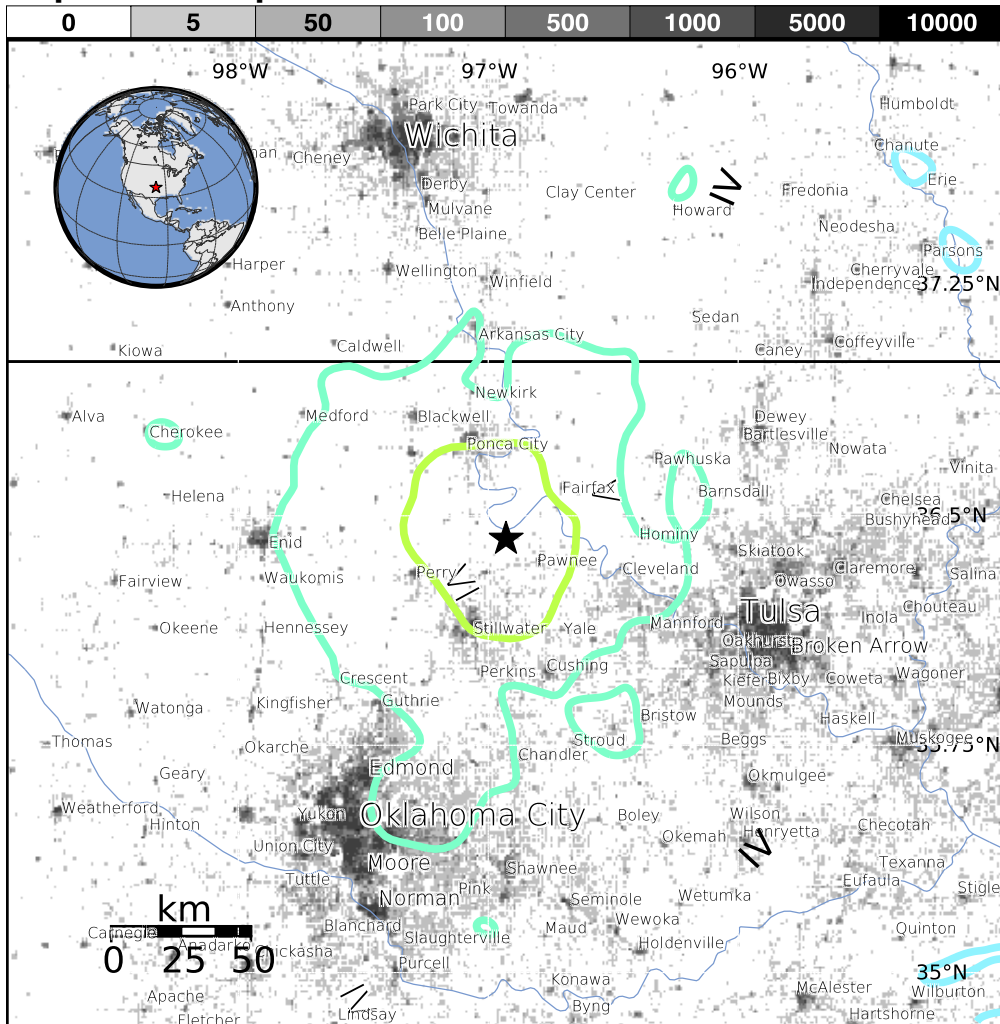 0 5 50 100 500 1000 5000 10000
98°W 97°W 96°W
Park City Towanda Humboldt
Wichita
Chanute
Cheney
Derby Clay Center Fredonia Erie
Mulvane Howard IV
Belle Plaine Neodesha
Parsons
Harper Wellington Cherryvale
Winfield Independence 37.25°N
Anthony
Sedan
Arkansas City
Kiowa Caldwell Caney Coffeyville
Newkirk
Alva Medford Blackwell Dewey
Cherokee Ponca City Bartlesville
Nowata
Pawhuska
Vinita
Helena Fairfax Barnsdall Chelsea
36.5°N
Bushyhead
Enid Hominy
Skiatook
Perry Pawnee Cleveland Claremore
Fairview Waukomis Owasso Salina
Tulsa Chouteau
Okeene Hennessey Stillwater Yale Mannford Inola
Oakhurst Broken Arrow
Perkins Cushing Sapulpa
Crescent Kiefer Bixby Coweta Wagoner
Kingfisher Guthrie Mounds
Watonga Bristow Haskell
Thomas Okarche Stroud Beggs Muskogee
35.75°N
Chandler
Geary Edmond Okmulgee
Weatherford Yukon Oklahoma City Boley Wilson
Hinton Okemah Henryetta Checotah
Union City IV
Moore Shawnee Texanna
Tuttle Pink Eufaula
Norman Seminole Wetumka Stigle
km Wewoka
Blanchard Maud Quinton
Carnegie Anadarko Slaughterville Holdenville
0 25 50
Purcell 35°N
Konawa
Apache McAlester Wilburton
Byng
Fletcher Lindsay Hartshorne